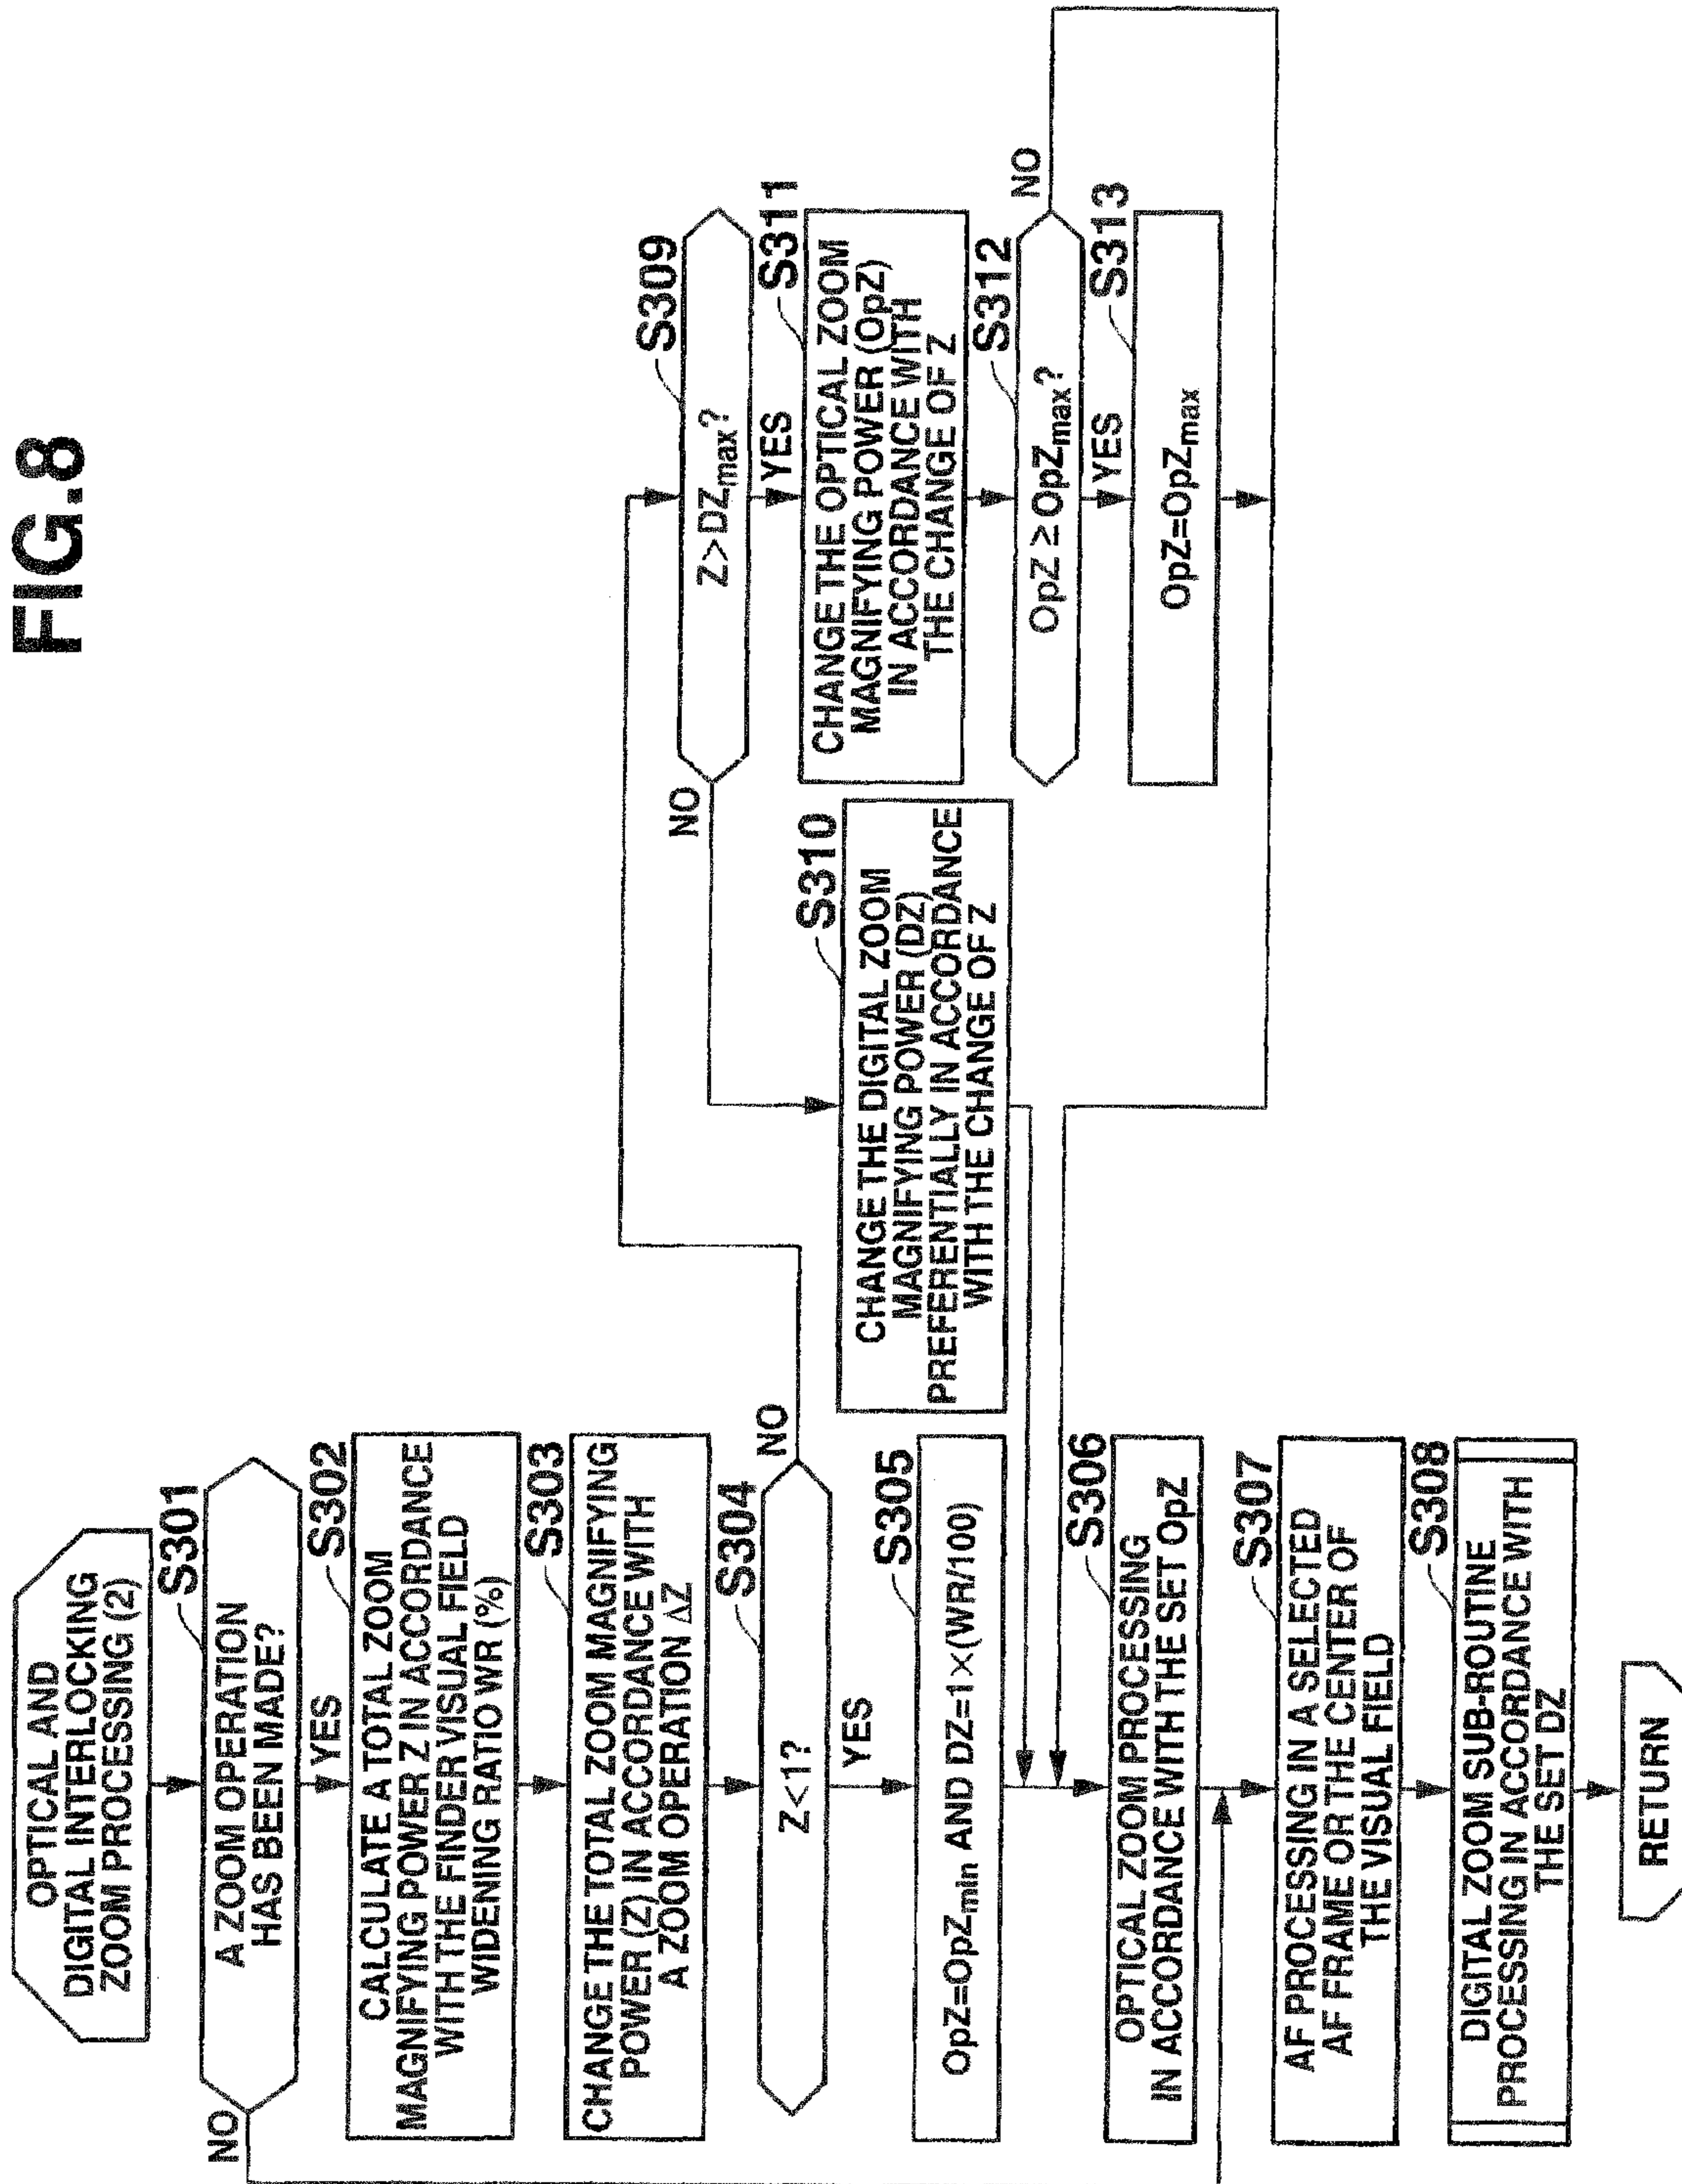 FIG.8
OPTICAL AND
DIGITAL INTERLOCKING
ZOOM PROCESSING (2)
S301
A ZOOM OPERATION
HAS BEEN MADE?
NO
YES
S302
CALCULATE A TOTAL ZOOM
MAGNIFYING POWER Z IN ACCORDANCE
WITH THE FINDER VISUAL FIELD
WIDENING RATIO WR (%)
S303
CHANGE THE TOTAL ZOOM MAGNIFYING
POWER (Z) IN ACCORDANCE WITH
A ZOOM OPERATION ΔZ
S304
Z<1?
NO
YES
S305
OpZ=OpZmin AND DZ=1×(WR/100)
S306
OPTICAL ZOOM PROCESSING
IN ACCORDANCE WITH THE SET OpZ
S307
AF PROCESSING IN A SELECTED
AF FRAME OR THE CENTER OF
THE VISUAL FIELD
S308
DIGITAL ZOOM SUB-ROUTINE
PROCESSING IN ACCORDANCE WITH
THE SET DZ
RETURN
S309
Z>DZmax?
NO
YES
S310
CHANGE THE DIGITAL ZOOM
MAGNIFYING POWER (DZ)
PREFERENTIALLY IN ACCORDANCE
WITH THE CHANGE OF Z
S311
CHANGE THE OPTICAL ZOOM
MAGNIFYING POWER (OpZ)
IN ACCORDANCE WITH
THE CHANGE OF Z
S312
OpZ ≥ OpZmax?
NO
YES
S313
OpZ=OpZmax